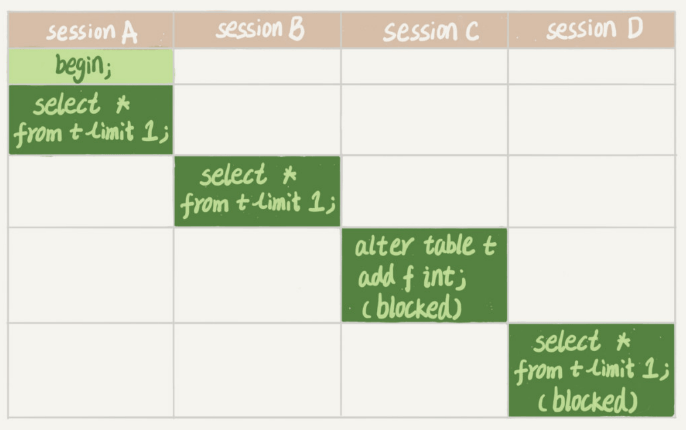 session A
session B
session C
session D
begin;
select *
from t limit 1;
select *
from t limit 1;
alter table t
add f int;
(blocked)
select *
from t limit 1;
(blocked)